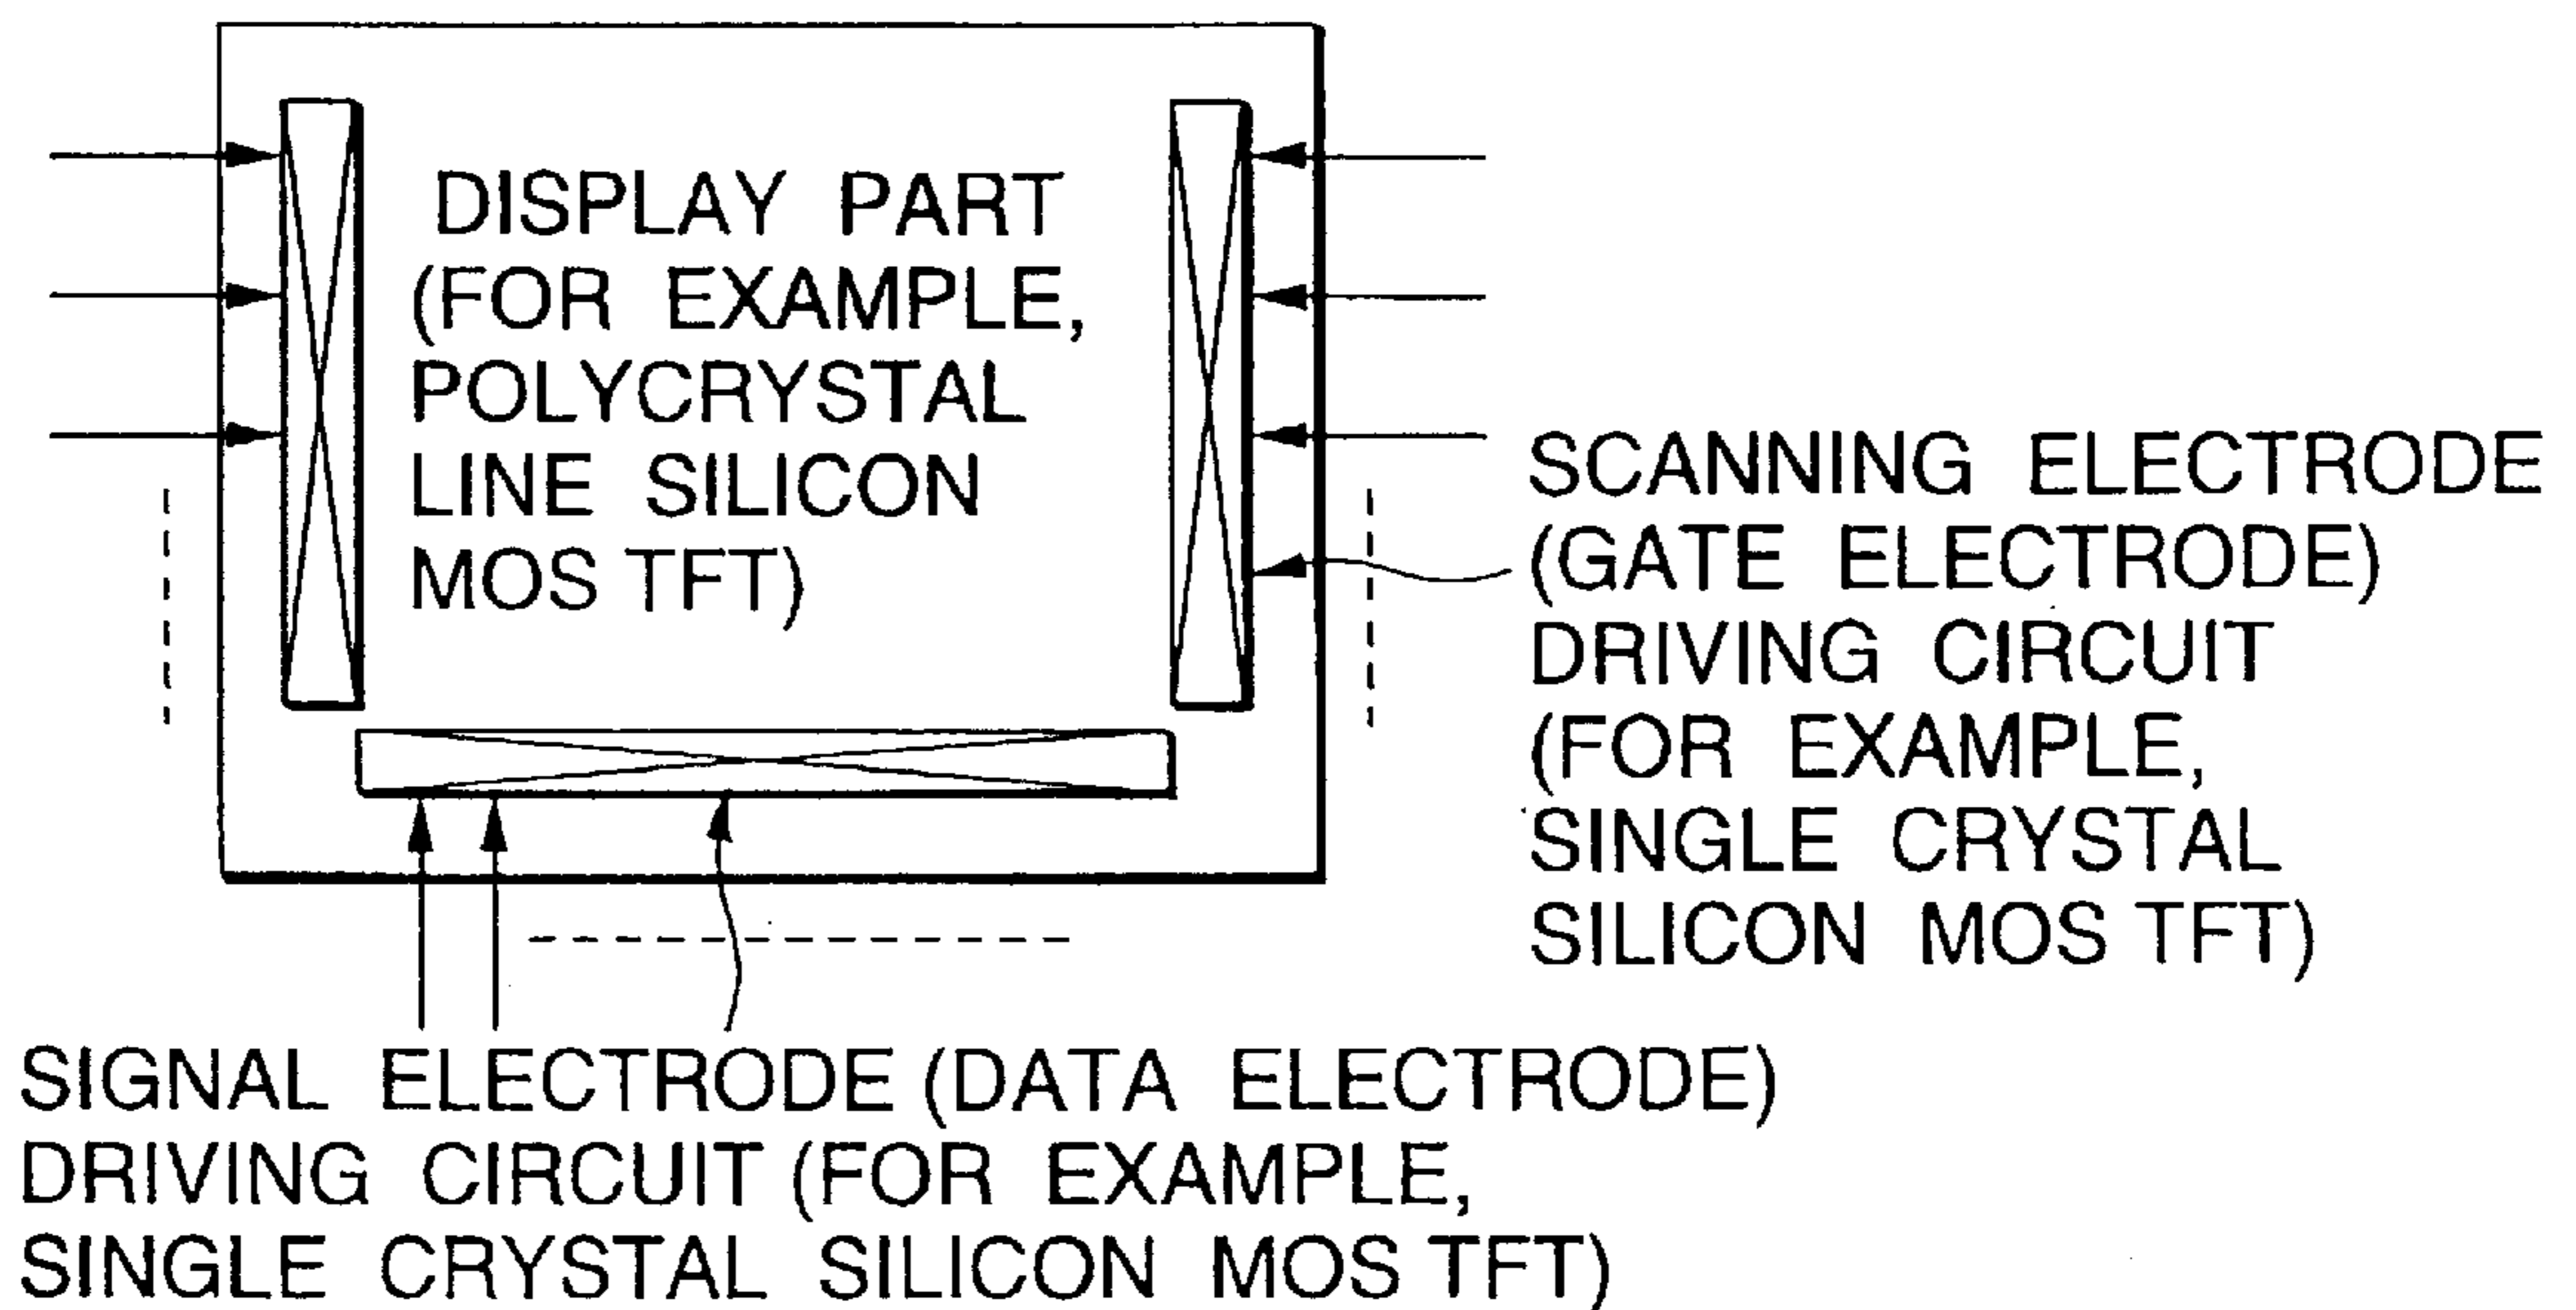 DISPLAY PART
(FOR EXAMPLE,
POLYCRYSTAL
LINE SILICON
MOS TFT)
SCANNING ELECTRODE
(GATE ELECTRODE)
DRIVING CIRCUIT
(FOR EXAMPLE,
SINGLE CRYSTAL
SILICON MOS TFT)
SIGNAL ELECTRODE (DATA ELECTRODE)
DRIVING CIRCUIT (FOR EXAMPLE,
SINGLE CRYSTAL SILICON MOS TFT)